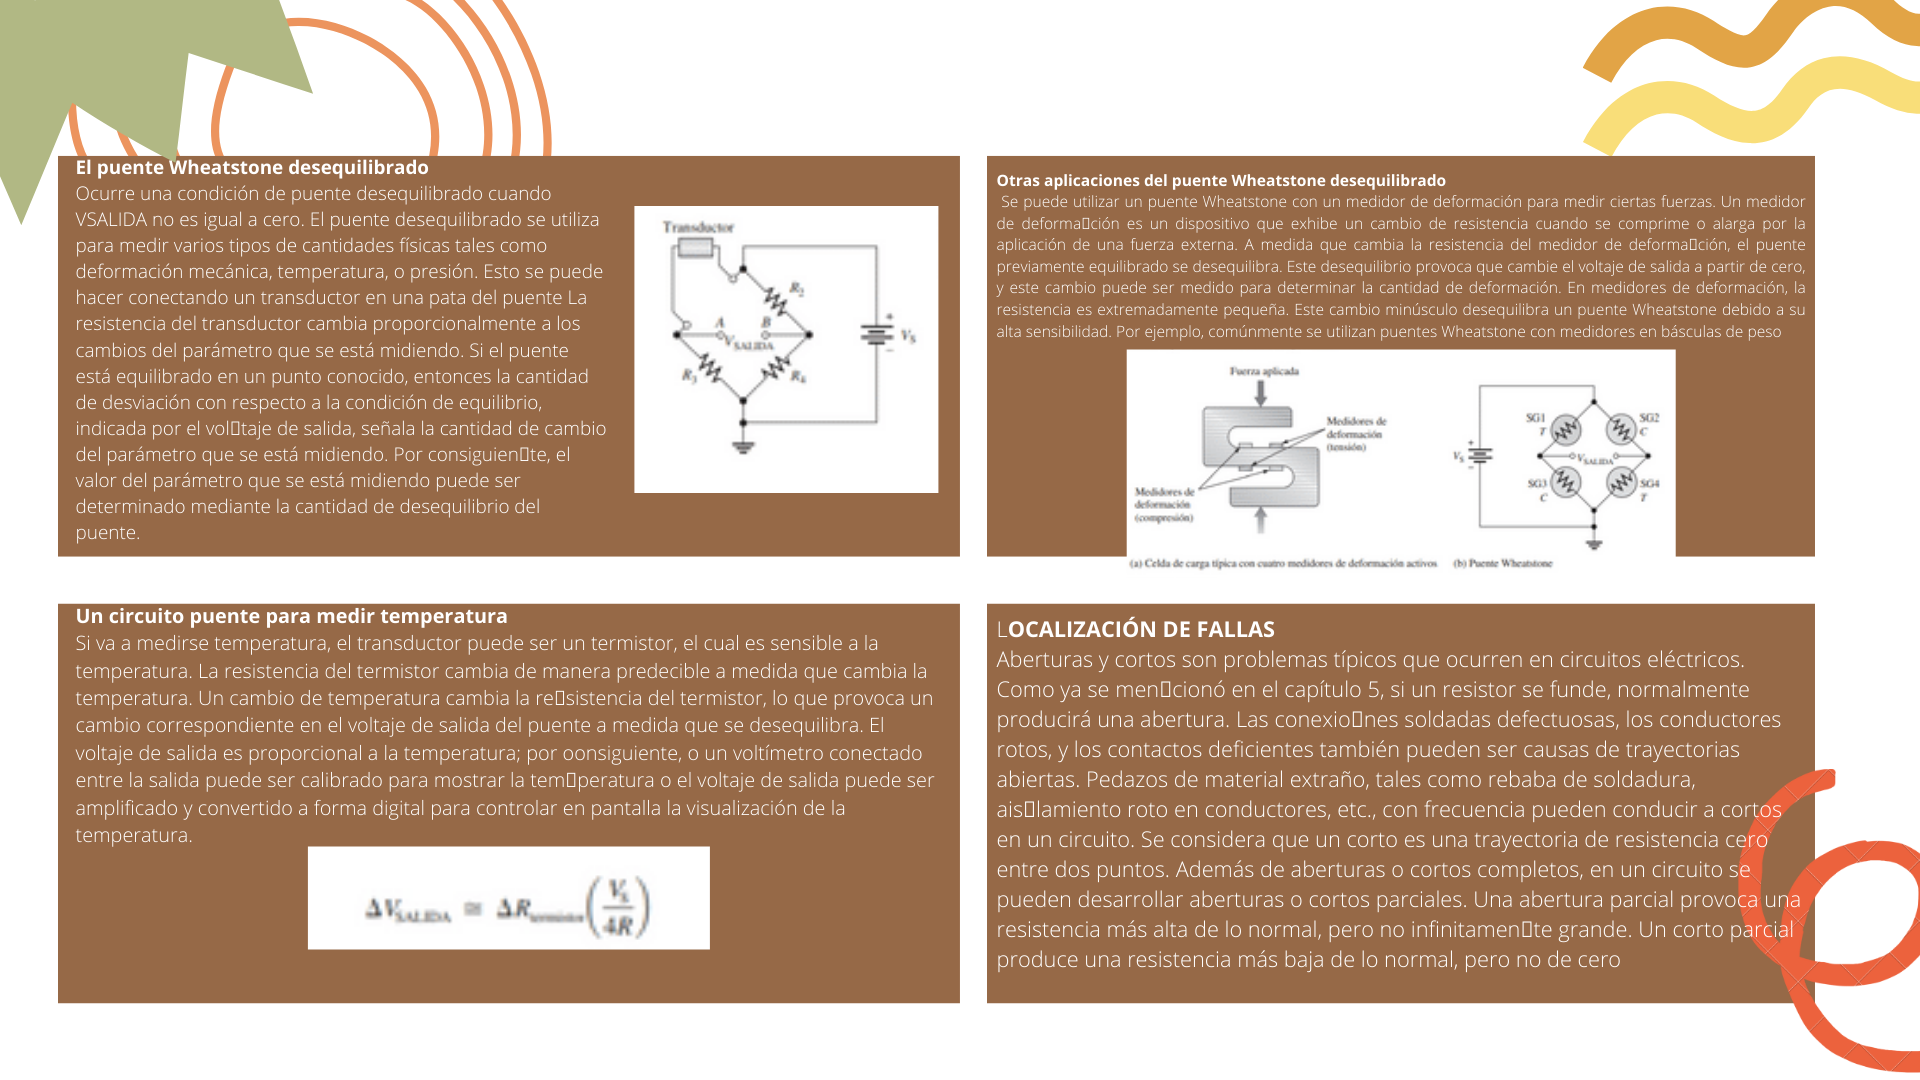 El puente Wheatstone desequilibrado
Ocurre una condición de puente desequilibrado cuando
VSALIDA no es igual a cero. El puente desequilibrado se utiliza
para medir varios tipos de cantidades físicas tales como
deformación mecánica, temperatura, o presión. Esto se puede
hacer conectando un transductor en una pata del puente La
resistencia del transductor cambia proporcionalmente a los
cambios del parámetro que se está midiendo. Si el puente
está equilibrado en un punto conocido, entonces la cantidad
de desviación con respecto a la condición de equilibrio,
indicada por el vol▯taje de salida, señala la cantidad de cambio
del parámetro que se está midiendo. Por consiguien▯te, el
valor del parámetro que se está midiendo puede ser
determinado mediante la cantidad de desequilibrio del
puente.
Transductor
R2
A
B
VSALIDA
R3
R4
+
VS
−
Otras aplicaciones del puente Wheatstone desequilibrado
Se puede utilizar un puente Wheatstone con un medidor de deformación para medir ciertas fuerzas. Un medidor
de deforma▯ción es un dispositivo que exhibe un cambio de resistencia cuando se comprime o alarga por la
aplicación de una fuerza externa. A medida que cambia la resistencia del medidor de deforma▯ción, el puente
previamente equilibrado se desequilibra. Este desequilibrio provoca que cambie el voltaje de salida a partir de cero,
y este cambio puede ser medido para determinar la cantidad de deformación. En medidores de deformación, la
resistencia es extremadamente pequeña. Este cambio minúsculo desequilibra un puente Wheatstone debido a su
alta sensibilidad. Por ejemplo, comúnmente se utilizan puentes Wheatstone con medidores en básculas de peso
Fuerza aplicada
Medidores de
deformación
(tensión)
Medidores de
deformación
(compresión)
SG1
T
SG2
C
+
VS
−
VSALIDA
SG3
C
SG4
T
(a) Celda de carga típica con cuatro medidores de deformación activos
(b) Puente Wheatstone
Un circuito puente para medir temperatura
Si va a medirse temperatura, el transductor puede ser un termistor, el cual es sensible a la
temperatura. La resistencia del termistor cambia de manera predecible a medida que cambia la
temperatura. Un cambio de temperatura cambia la re▯sistencia del termistor, lo que provoca un
cambio correspondiente en el voltaje de salida del puente a medida que se desequilibra. El
voltaje de salida es proporcional a la temperatura; por oonsiguiente, o un voltímetro conectado
entre la salida puede ser calibrado para mostrar la tem▯peratura o el voltaje de salida puede ser
amplificado y convertido a forma digital para controlar en pantalla la visualización de la
temperatura.
ΔVSALIDA ≅ ΔRtermistor(VS/4R)
LOCALIZACIÓN DE FALLAS
Aberturas y cortos son problemas típicos que ocurren en circuitos eléctricos.
Como ya se men▯cionó en el capítulo 5, si un resistor se funde, normalmente
producirá una abertura. Las conexio▯nes soldadas defectuosas, los conductores
rotos, y los contactos deficientes también pueden ser causas de trayectorias
abiertas. Pedazos de material extraño, tales como rebaba de soldadura,
ais▯lamiento roto en conductores, etc., con frecuencia pueden conducir a cortos
en un circuito. Se considera que un corto es una trayectoria de resistencia cero
entre dos puntos. Además de aberturas o cortos completos, en un circuito se
pueden desarrollar aberturas o cortos parciales. Una abertura parcial provoca una
resistencia más alta de lo normal, pero no infinitamen▯te grande. Un corto parcial
produce una resistencia más baja de lo normal, pero no de cero